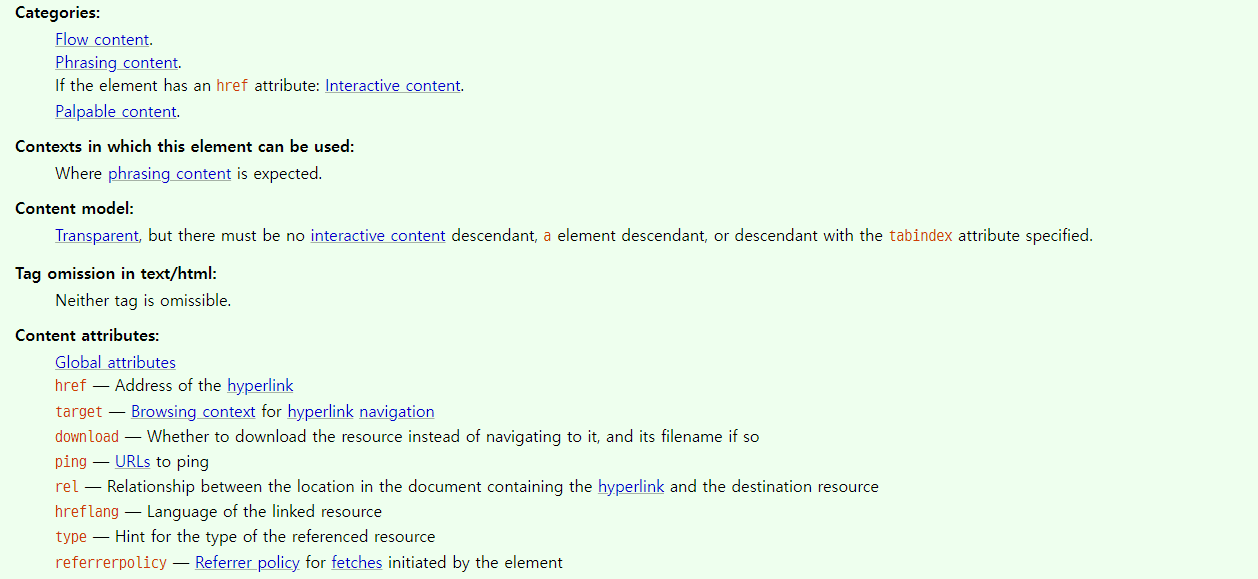 Categories:
Flow content.
Phrasing content.
If the element has an href attribute: Interactive content.
Palpable content.
Contexts in which this element can be used:
Where phrasing content is expected.
Content model:
Transparent, but there must be no interactive content descendant, a element descendant, or descendant with the tabindex attribute specified.
Tag omission in text/html:
Neither tag is omissible.
Content attributes:
Global attributes
href — Address of the hyperlink
target — Browsing context for hyperlink navigation
download — Whether to download the resource instead of navigating to it, and its filename if so
ping — URLs to ping
rel — Relationship between the location in the document containing the hyperlink and the destination resource
hreflang — Language of the linked resource
type — Hint for the type of the referenced resource
referrerpolicy — Referrer policy for fetches initiated by the element